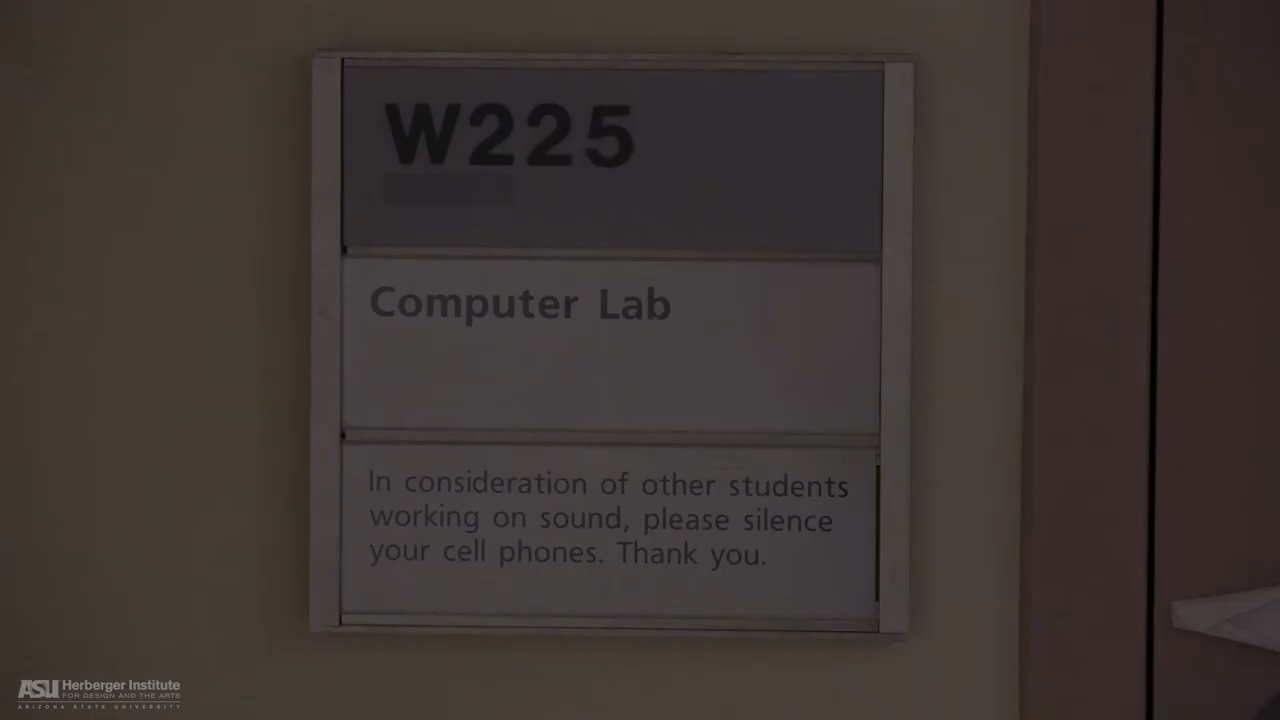 W225
Computer Lab
In consideration of other students
working on sound, please silence
your cell phones. Thank you.
ASU Herberger Institute
FOR DESIGN AND THE ARTS
ARIZONA STATE UNIVERSITY